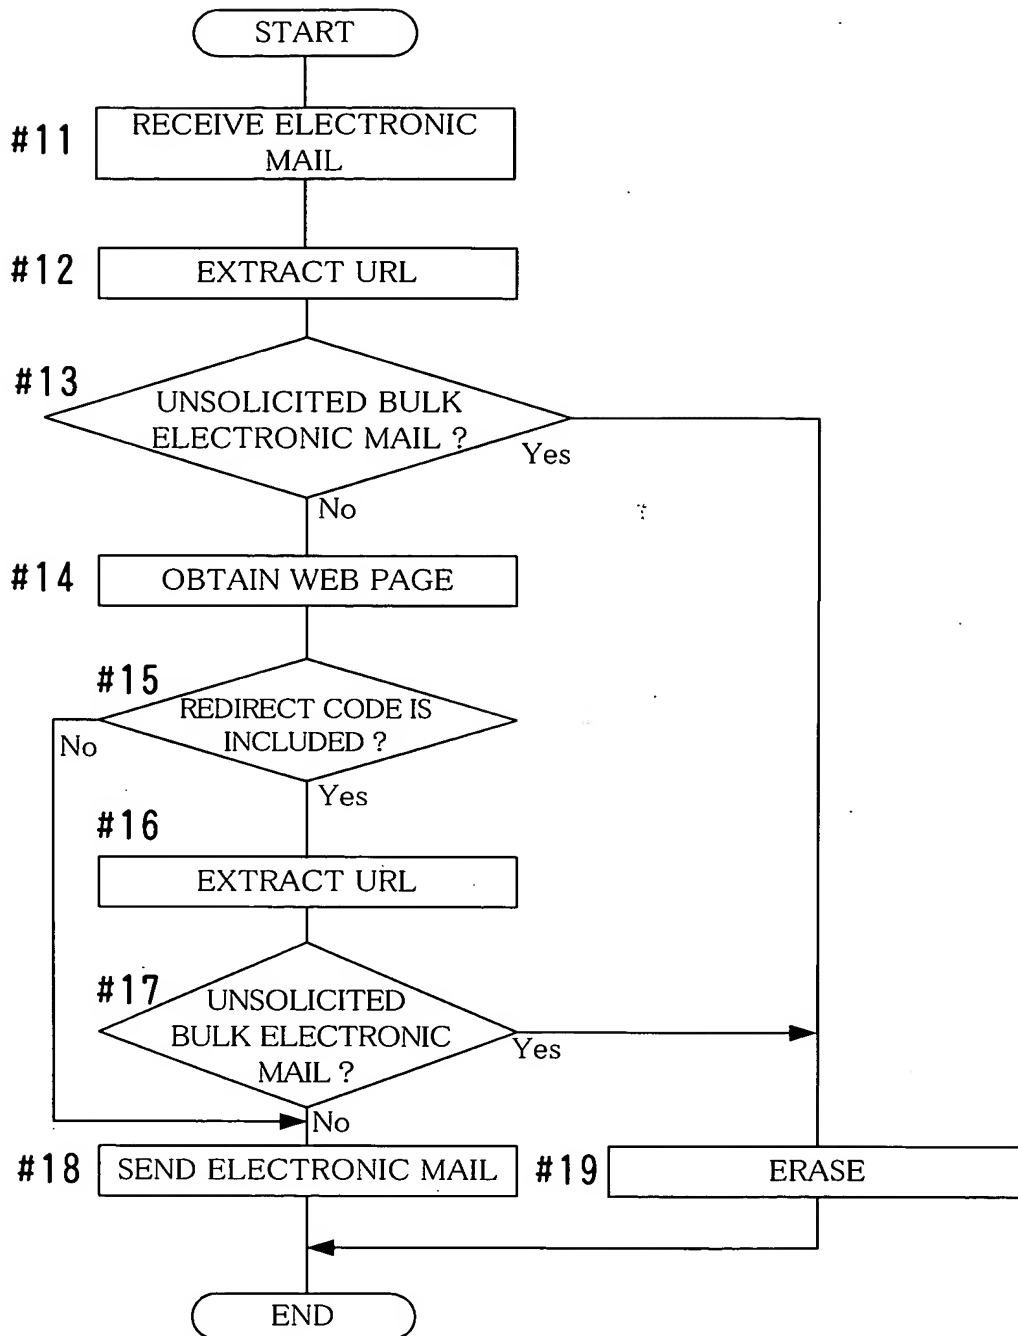 START
#11
RECEIVE ELECTRONIC
MAIL
#12
EXTRACT URL
#13
UNSOLICITED BULK
ELECTRONIC MAIL ?
Yes
No
#14
OBTAIN WEB PAGE
#15
REDIRECT CODE IS
INCLUDED ?
No
Yes
#16
EXTRACT URL
#17
UNSOLICITED
BULK ELECTRONIC
MAIL ?
Yes
No
#18
SEND ELECTRONIC MAIL
#19
ERASE
END